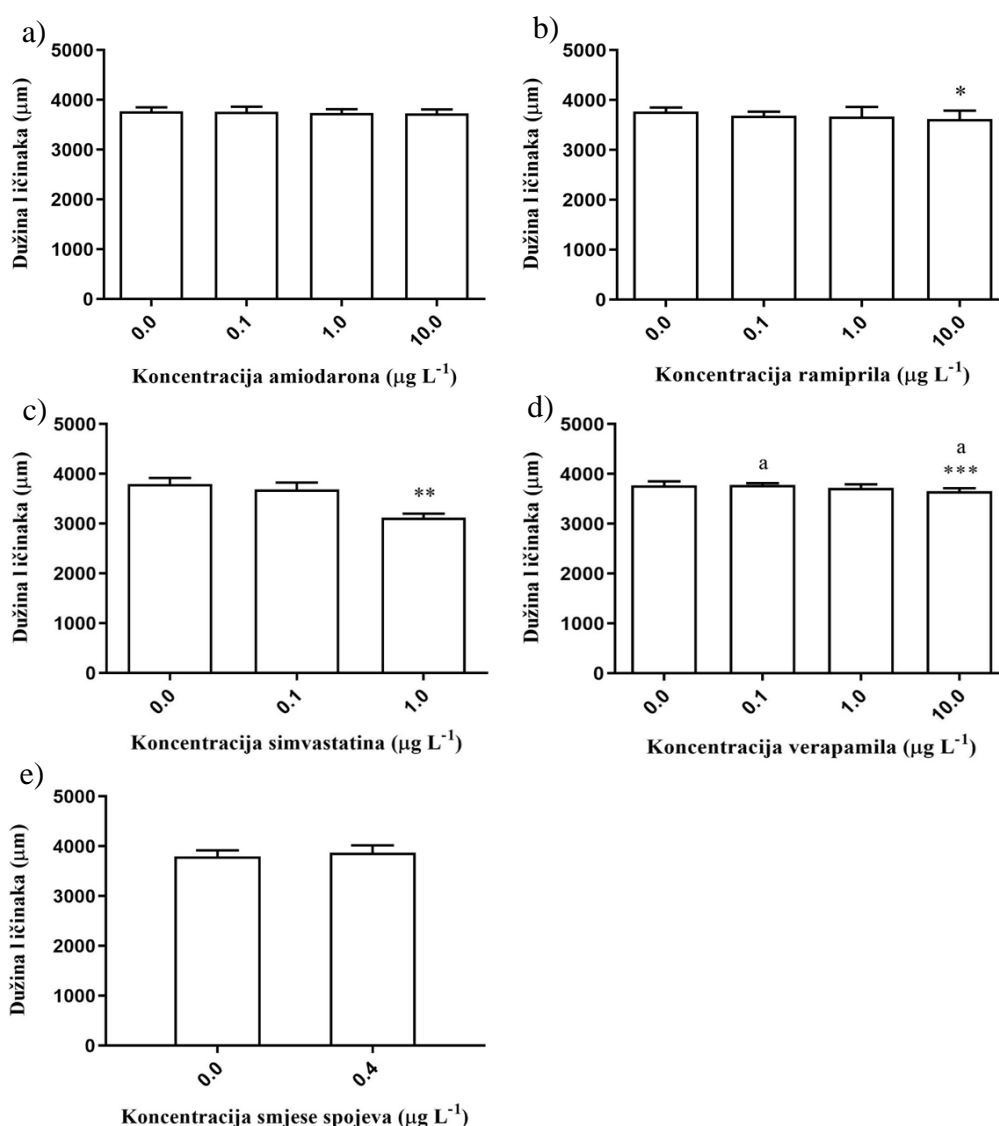 a)
Dužina ličinaka (μm)
5000
4000
3000
2000
1000
0
0.0
0.1
1.0
10.0
Koncentracija amiodarona (μg L-1)
b)
Dužina ličinaka (μm)
5000
4000
3000
2000
1000
0
*
0.0
0.1
1.0
10.0
Koncentracija ramiprila (μg L-1)
c)
Dužina ličinaka (μm)
5000
4000
3000
2000
1000
0
**
0.0
0.1
1.0
Koncentracija simvastatina (μg L-1)
d)
Dužina ličinaka (μm)
5000
4000
3000
2000
1000
0
a
a
***
0.0
0.1
1.0
10.0
Koncentracija verapamila (μg L-1)
e)
Dužina ličinaka (μm)
5000
4000
3000
2000
1000
0
0.0
0.4
Koncentracija smjese spojeva (μg L-1)